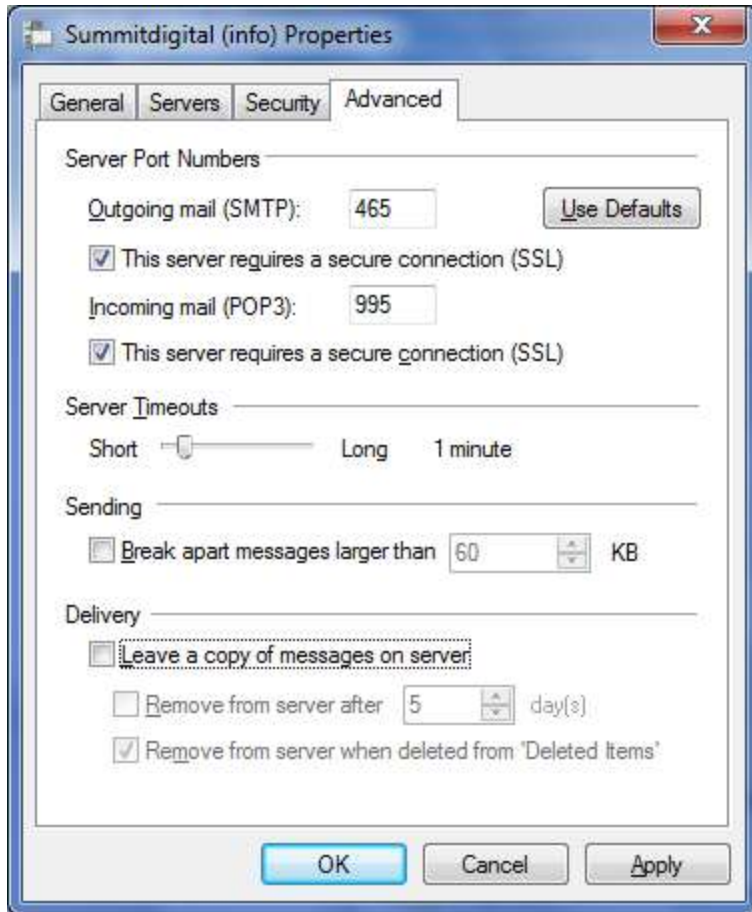 Summitdigital (info) Properties
General Servers Security Advanced
Server Port Numbers
Outgoing mail (SMTP): 465 Use Defaults
This server requires a secure connection (SSL)
Incoming mail (POP3): 995
This server requires a secure connection (SSL)
Server Timeouts
Short Long 1 minute
Sending
Break apart messages larger than 60 KB
Delivery
Leave a copy of messages on server
Remove from server after 5 day(s)
Remove from server when deleted from 'Deleted Items'
OK Cancel Apply